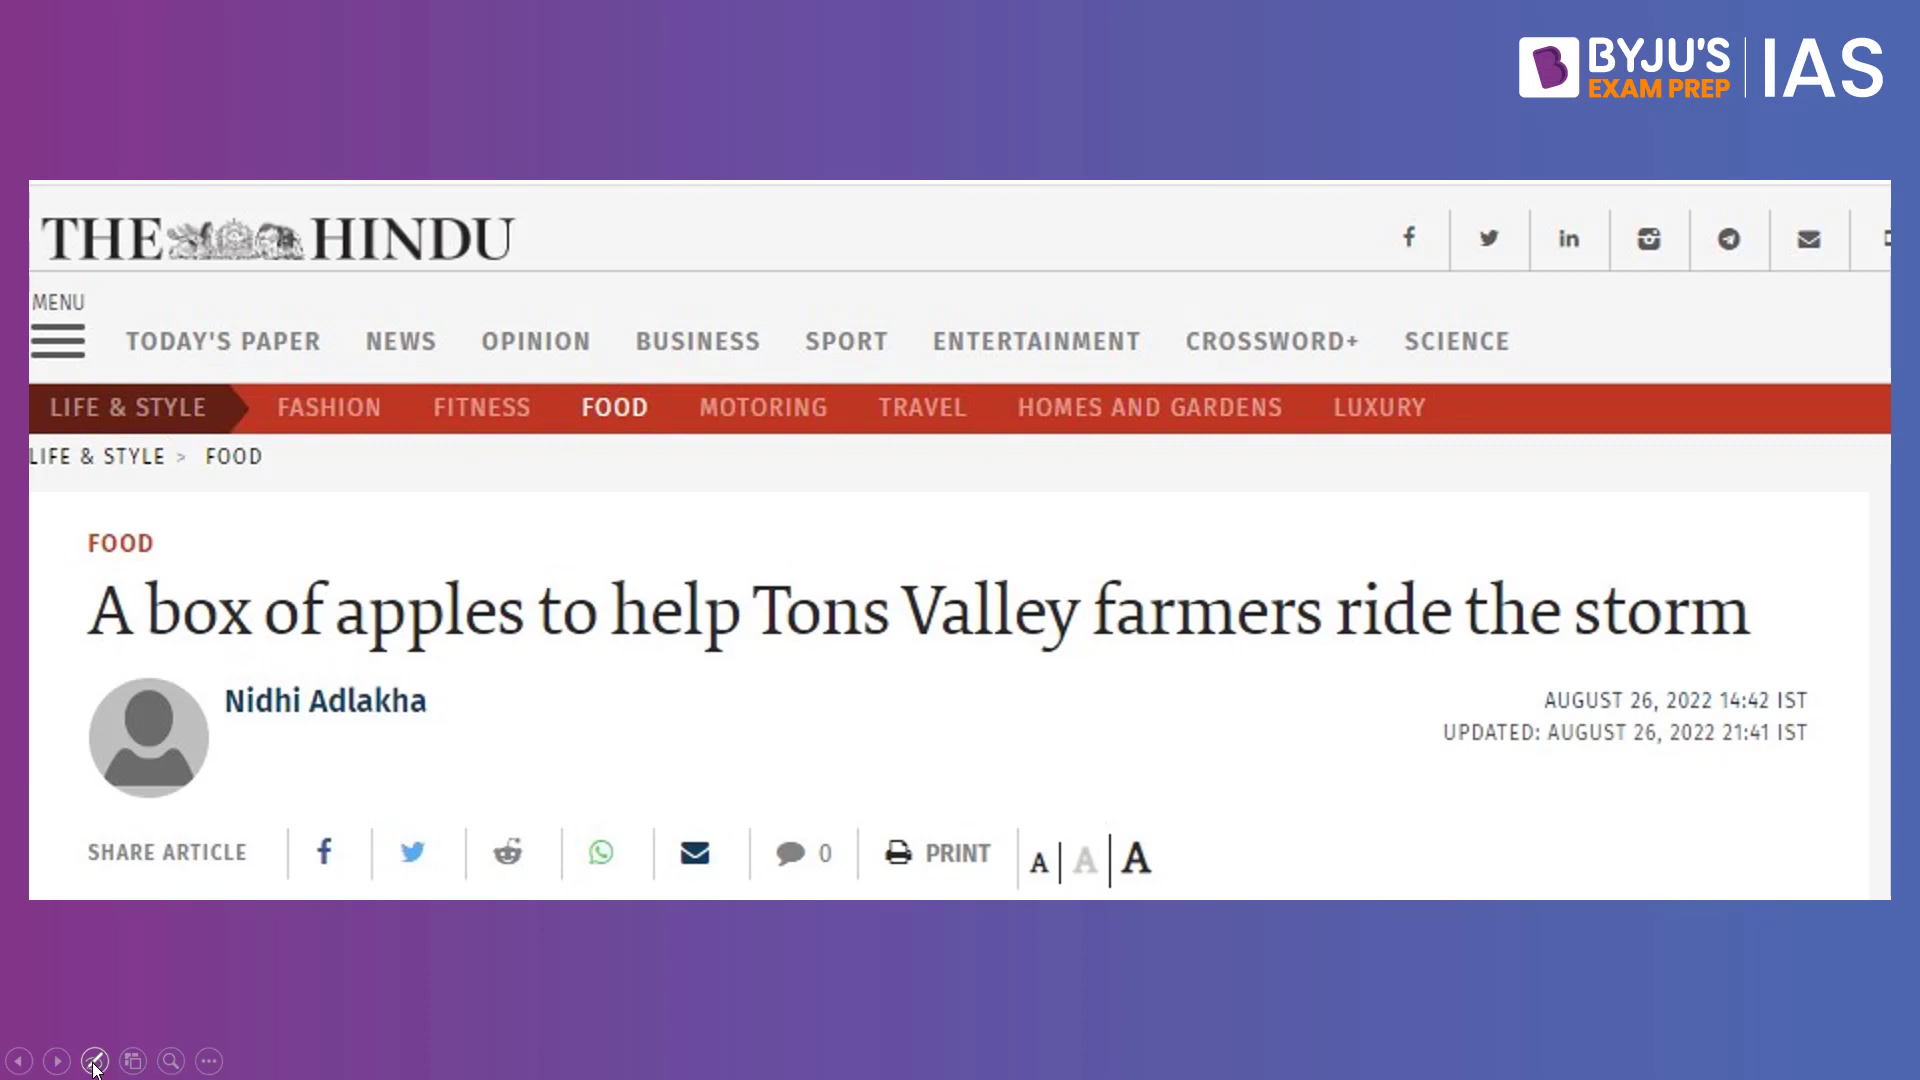 BYJU'S IAS
EXAM PREP
THE HINDU
MENU
TODAY'S PAPER NEWS OPINION BUSINESS SPORT ENTERTAINMENT CROSSWORD+ SCIENCE
LIFE & STYLE FASHION FITNESS FOOD MOTORING TRAVEL HOMES AND GARDENS LUXURY
LIFE & STYLE > FOOD
FOOD
A box of apples to help Tons Valley farmers ride the storm
Nidhi Adlakha
AUGUST 26, 2022 14:42 IST
UPDATED: AUGUST 26, 2022 21:41 IST
SHARE ARTICLE 0 PRINT A A A